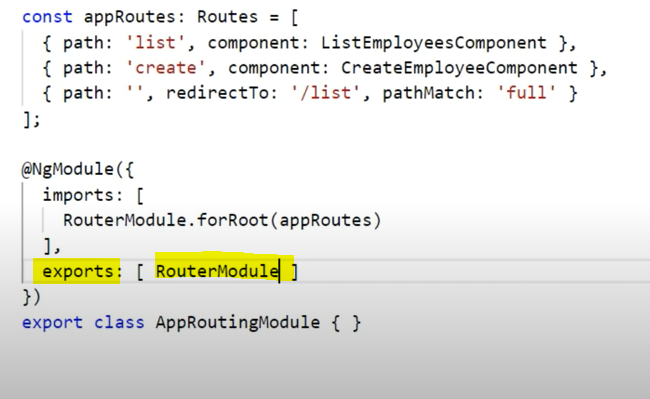 const appRoutes: Routes = [
  { path: 'list', component: ListEmployeesComponent },
  { path: 'create', component: CreateEmployeeComponent },
  { path: '', redirectTo: '/list', pathMatch: 'full' }
];

@NgModule({
  imports: [
    RouterModule.forRoot(appRoutes)
  ],
  exports: [ RouterModule ]
})
export class AppRoutingModule { }